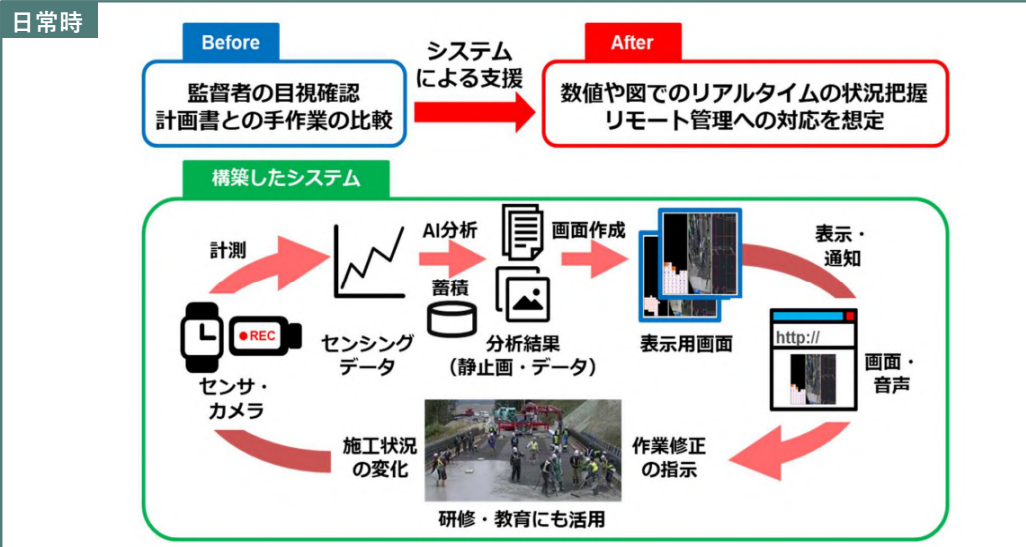 日常時
Before
監督者の目視確認
計画書との手作業の比較
システム
による支援
After
数値や図でのリアルタイムの状況把握
リモート管理への対応を想定
構築したシステム
計測
センサ・
カメラ
REC
センシング
データ
AI分析
蓄積
分析結果
（静止画・データ）
画面作成
表示用画面
表示・
通知
http://
画面・
音声
作業修正
の指示
研修・教育にも活用
施工状況
の変化